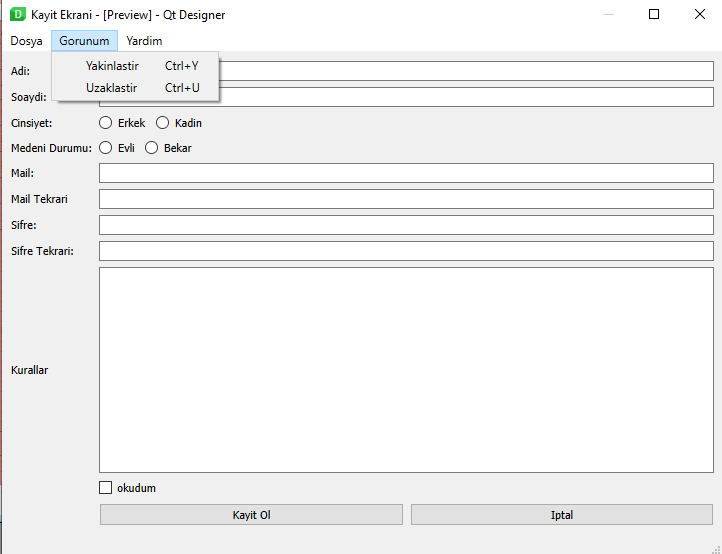 Kayit Ekrani - [Preview] - Qt Designer
Dosya Gorunum Yardim
Yakinlastir Ctrl+Y
Uzaklastir Ctrl+U
Adi:
Soaydi:
Cinsiyet: Erkek Kadin
Medeni Durumu: Evli Bekar
Mail:
Mail Tekrari
Sifre:
Sifre Tekrari:
Kurallar
okudum
Kayit Ol Iptal